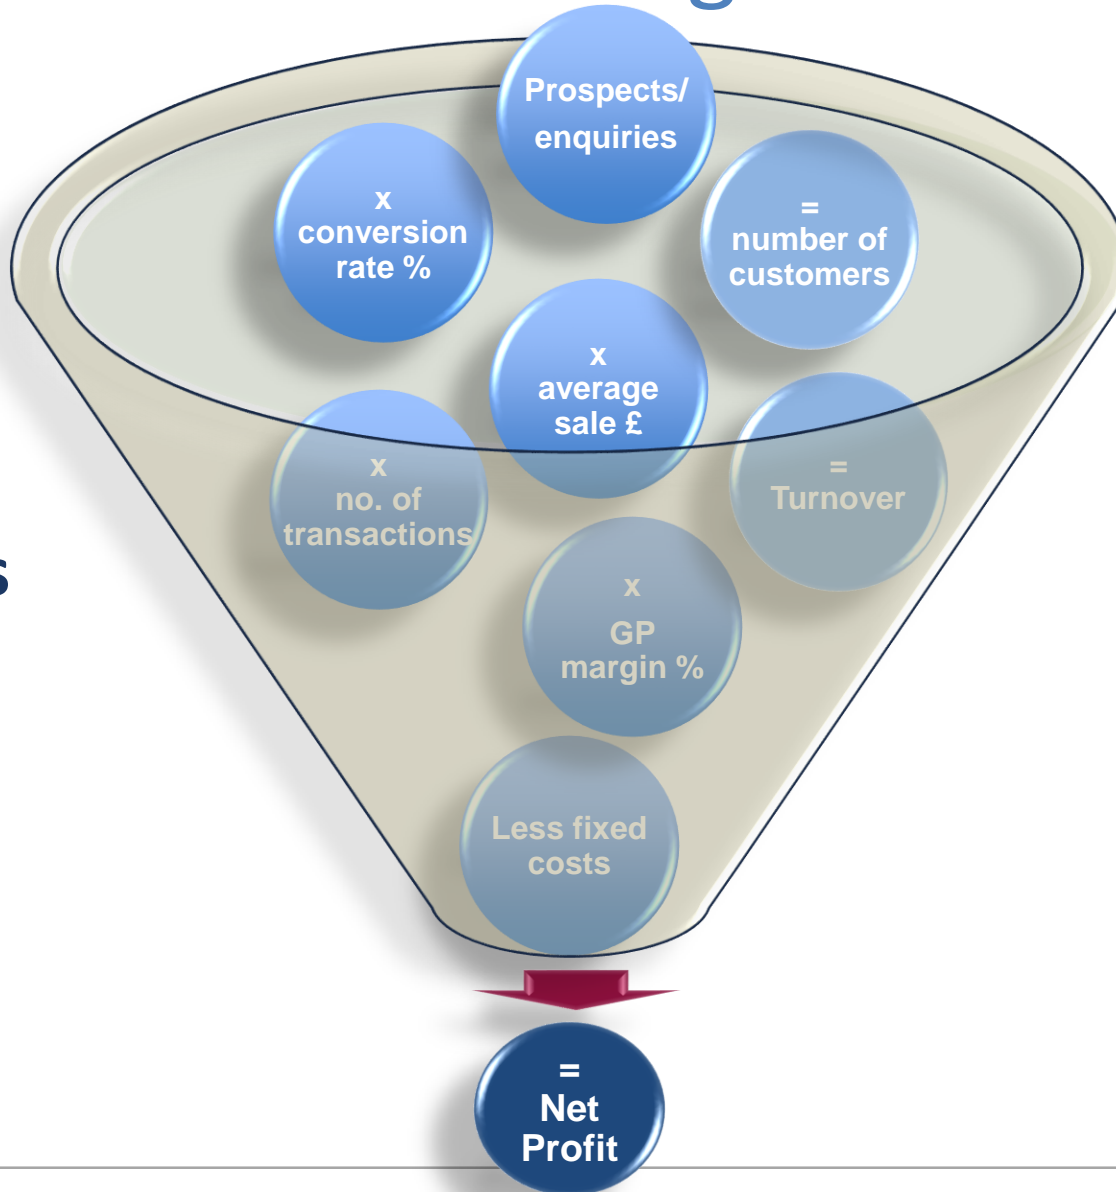 g
Prospects/
enquiries
x
conversion
rate %
=
number of
customers
x
average
sale £
x
no. of
transactions
=
Turnover
s
x
GP
margin %
Less fixed
costs
=
Net
Profit